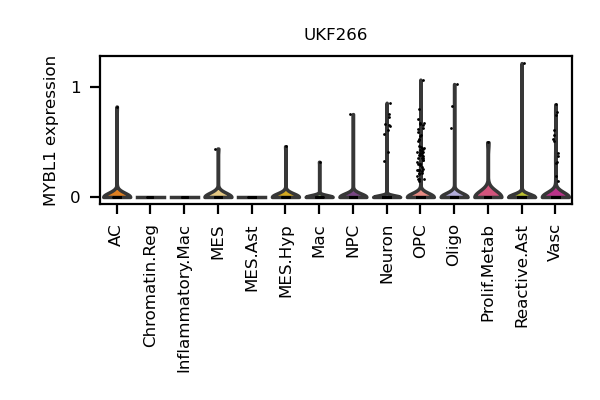 UKF266
MYBL1 expression
1
0
AC
Chromatin.Reg
Inflammatory.Mac
MES
MES.Ast
MES.Hyp
Mac
NPC
Neuron
OPC
Oligo
Prolif.Metab
Reactive.Ast
Vasc